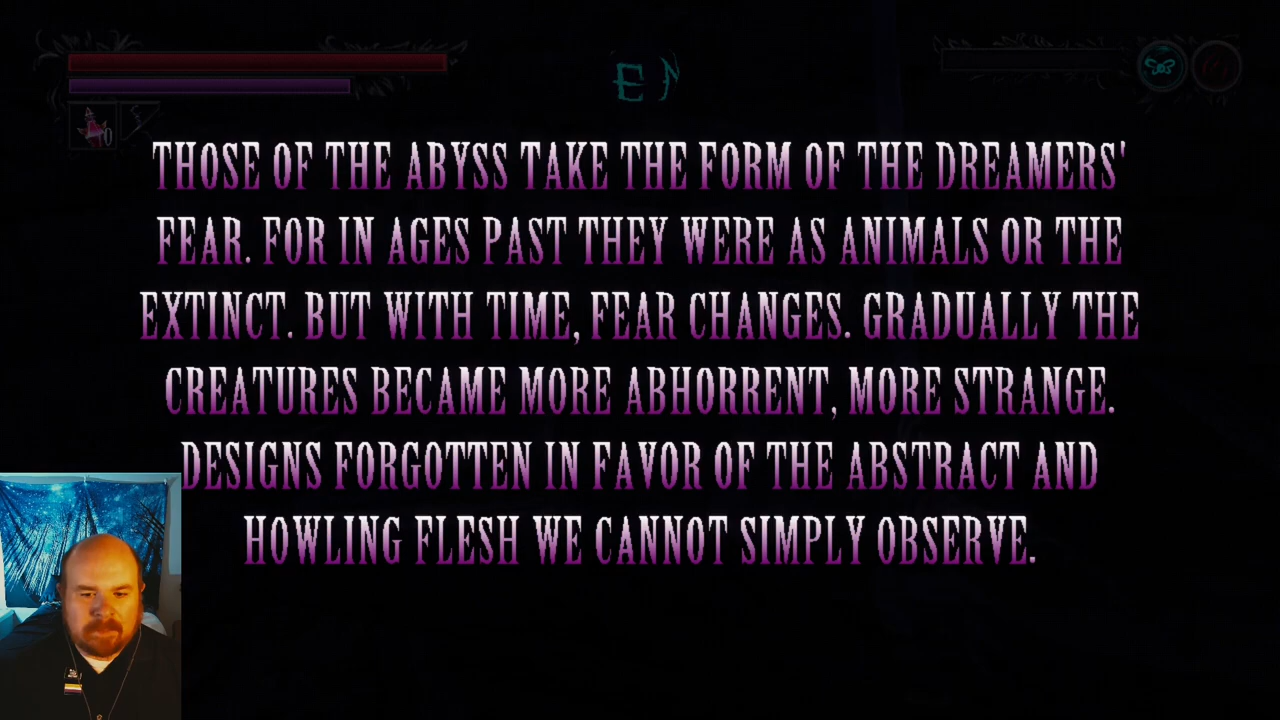 E N
0
THOSE OF THE ABYSS TAKE THE FORM OF THE DREAMERS'
FEAR. FOR IN AGES PAST THEY WERE AS ANIMALS OR THE
EXTINCT. BUT WITH TIME, FEAR CHANGES. GRADUALLY THE
CREATURES BECAME MORE ABHORRENT, MORE STRANGE.
DESIGNS FORGOTTEN IN FAVOR OF THE ABSTRACT AND
HOWLING FLESH WE CANNOT SIMPLY OBSERVE.